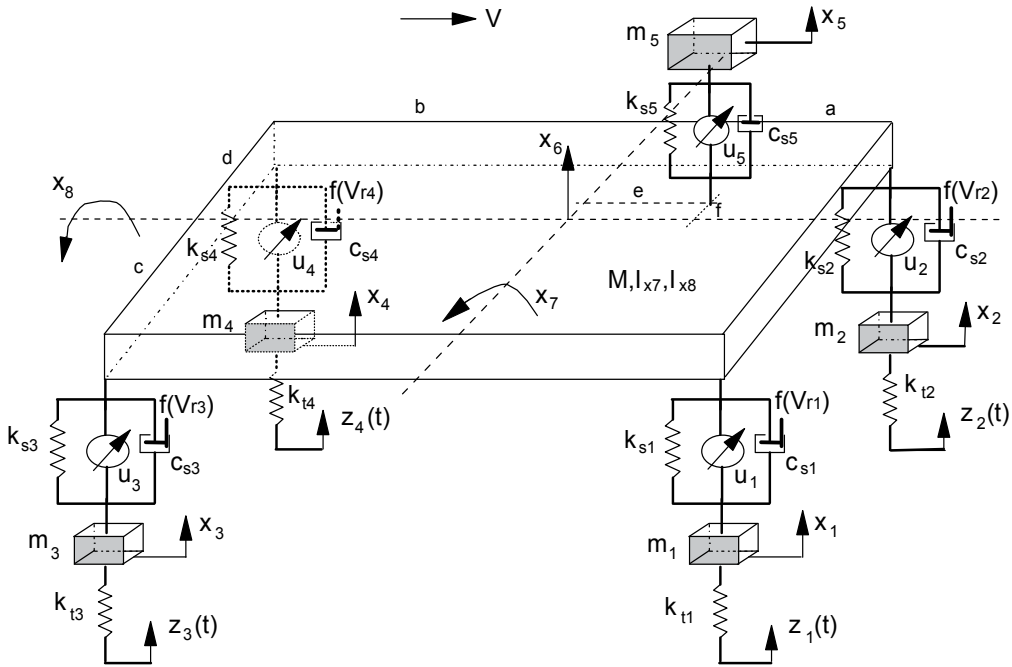 V
x5
m5
ks5
u5
cs5
b
a
d
x6
x8
f(Vr4)
e
f
f(Vr2)
ks4
u4
cs4
c
ks2
u2
cs2
M,Ix7,Ix8
x7
x4
m4
m2
x2
kt4
z4(t)
kt2
z2(t)
f(Vr3)
ks3
u3
cs3
f(Vr1)
ks1
u1
cs1
m3
x3
m1
x1
kt3
z3(t)
kt1
z1(t)